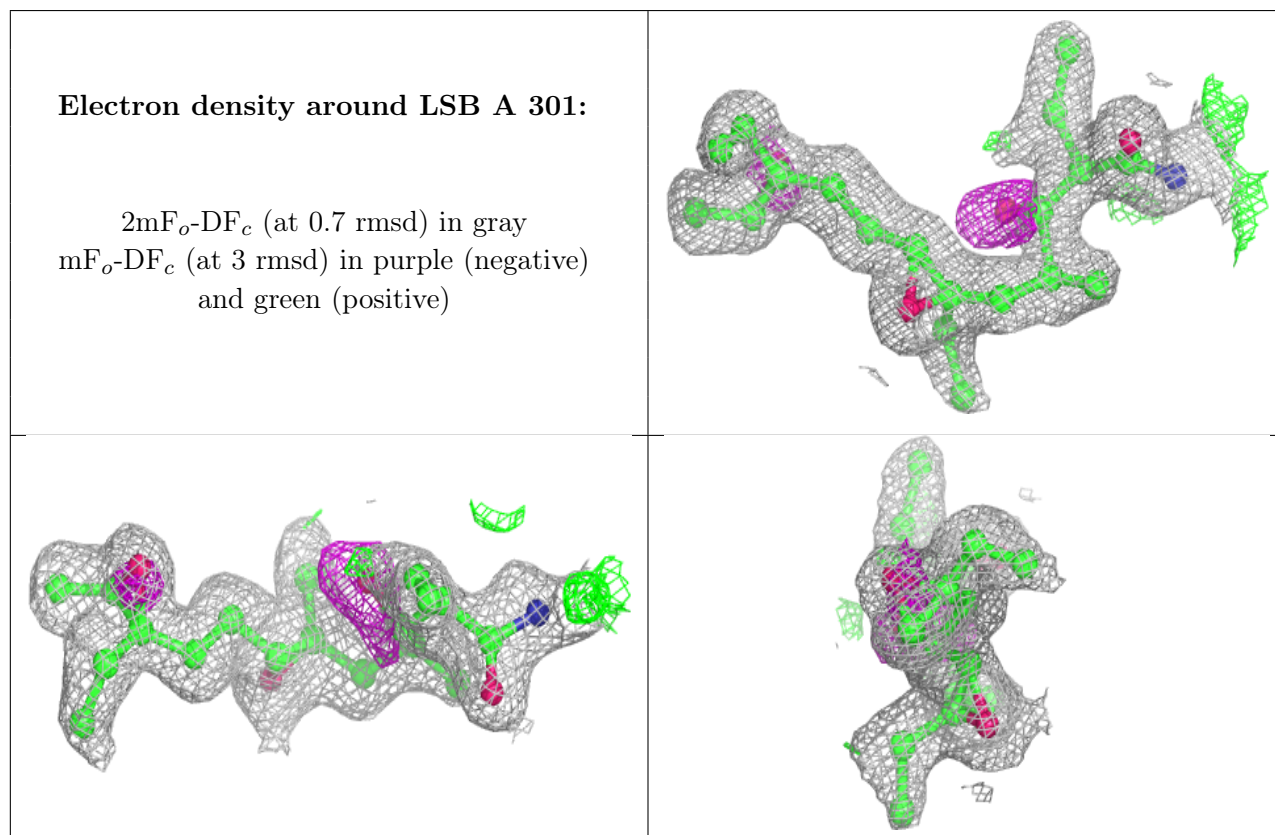 Electron density around LSB A 301:
2mFo-DFc (at 0.7 rmsd) in gray
mFo-DFc (at 3 rmsd) in purple (negative)
and green (positive)